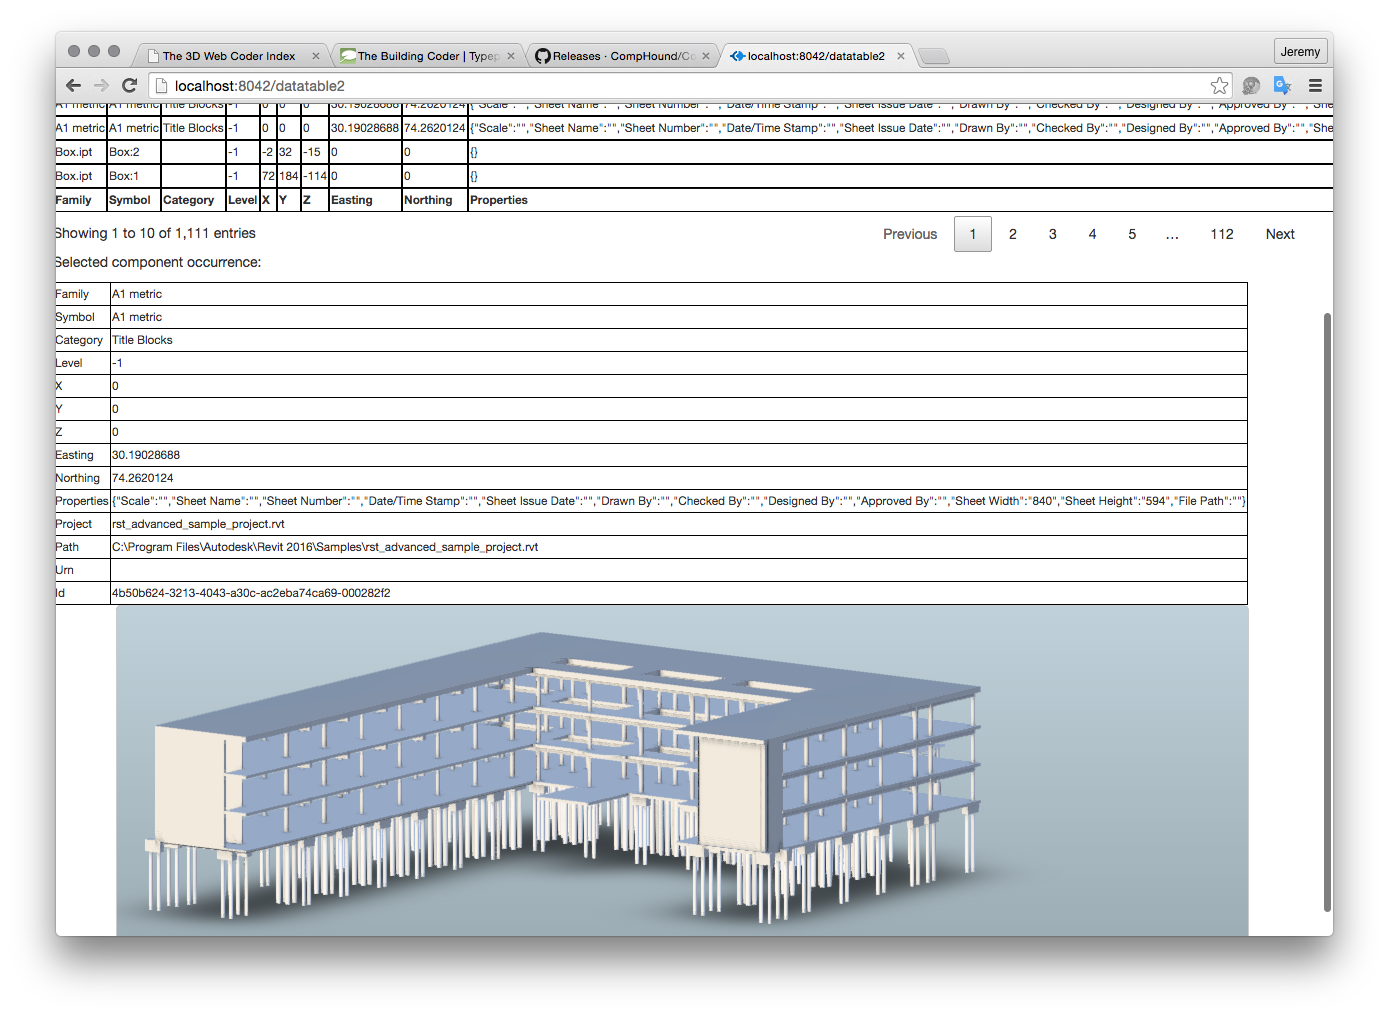 The 3D Web Coder Index
The Building Coder | Typep
Releases · CompHound/Co
localhost:8042/datatable2
Jeremy
localhost:8042/datatable2
A1 metric A1 metric Title Blocks -1 0 0 0 30.19028688 74.2620124 {"Scale":"","Sheet Name":"","Sheet Number":"","Date/Time Stamp":"","Sheet Issue Date":"","Drawn By":"","Checked By":"","Designed By":"","Approved By":"","She
A1 metric A1 metric Title Blocks -1 0 0 0 30.19028688 74.2620124 {"Scale":"","Sheet Name":"","Sheet Number":"","Date/Time Stamp":"","Sheet Issue Date":"","Drawn By":"","Checked By":"","Designed By":"","Approved By":"","She
Box.ipt Box:2 -1 -2 32 -15 0 0 {}
Box.ipt Box:1 -1 72 184 -114 0 0 {}
Family Symbol Category Level X Y Z Easting Northing Properties
Showing 1 to 10 of 1,111 entries
Previous 1 2 3 4 5 … 112 Next
Selected component occurrence:
Family A1 metric
Symbol A1 metric
Category Title Blocks
Level -1
X 0
Y 0
Z 0
Easting 30.19028688
Northing 74.2620124
Properties {"Scale":"","Sheet Name":"","Sheet Number":"","Date/Time Stamp":"","Sheet Issue Date":"","Drawn By":"","Checked By":"","Designed By":"","Approved By":"","Sheet Width":"840","Sheet Height":"594","File Path":""}
Project rst_advanced_sample_project.rvt
Path C:\Program Files\Autodesk\Revit 2016\Samples\rst_advanced_sample_project.rvt
Urn
Id 4b50b624-3213-4043-a30c-ac2eba74ca69-000282f2